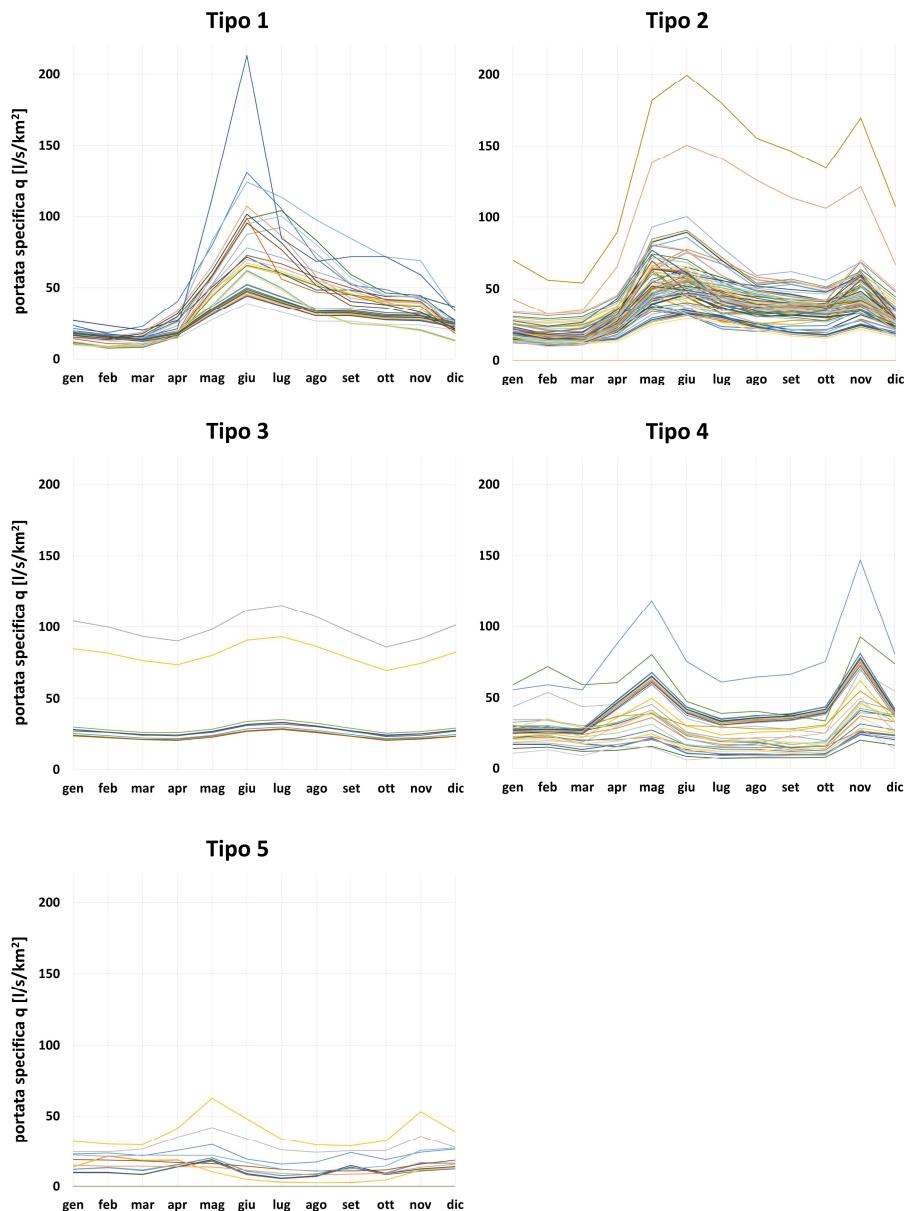 Tipo 1
portata specifica q [l/s/km²]
200
150
100
50
0
gen feb mar apr mag giu lug ago set ott nov dic
Tipo 2
200
150
100
50
0
gen feb mar apr mag giu lug ago set ott nov dic
Tipo 3
portata specifica q [l/s/km²]
200
150
100
50
0
gen feb mar apr mag giu lug ago set ott nov dic
Tipo 4
200
150
100
50
0
gen feb mar apr mag giu lug ago set ott nov dic
Tipo 5
portata specifica q [l/s/km²]
200
150
100
50
0
gen feb mar apr mag giu lug ago set ott nov dic